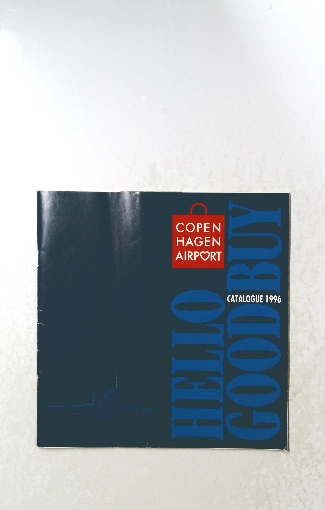 COPEN
HAGEN
AIRPORT
CATALOGUE 1996
HELLO
GOOD BUY